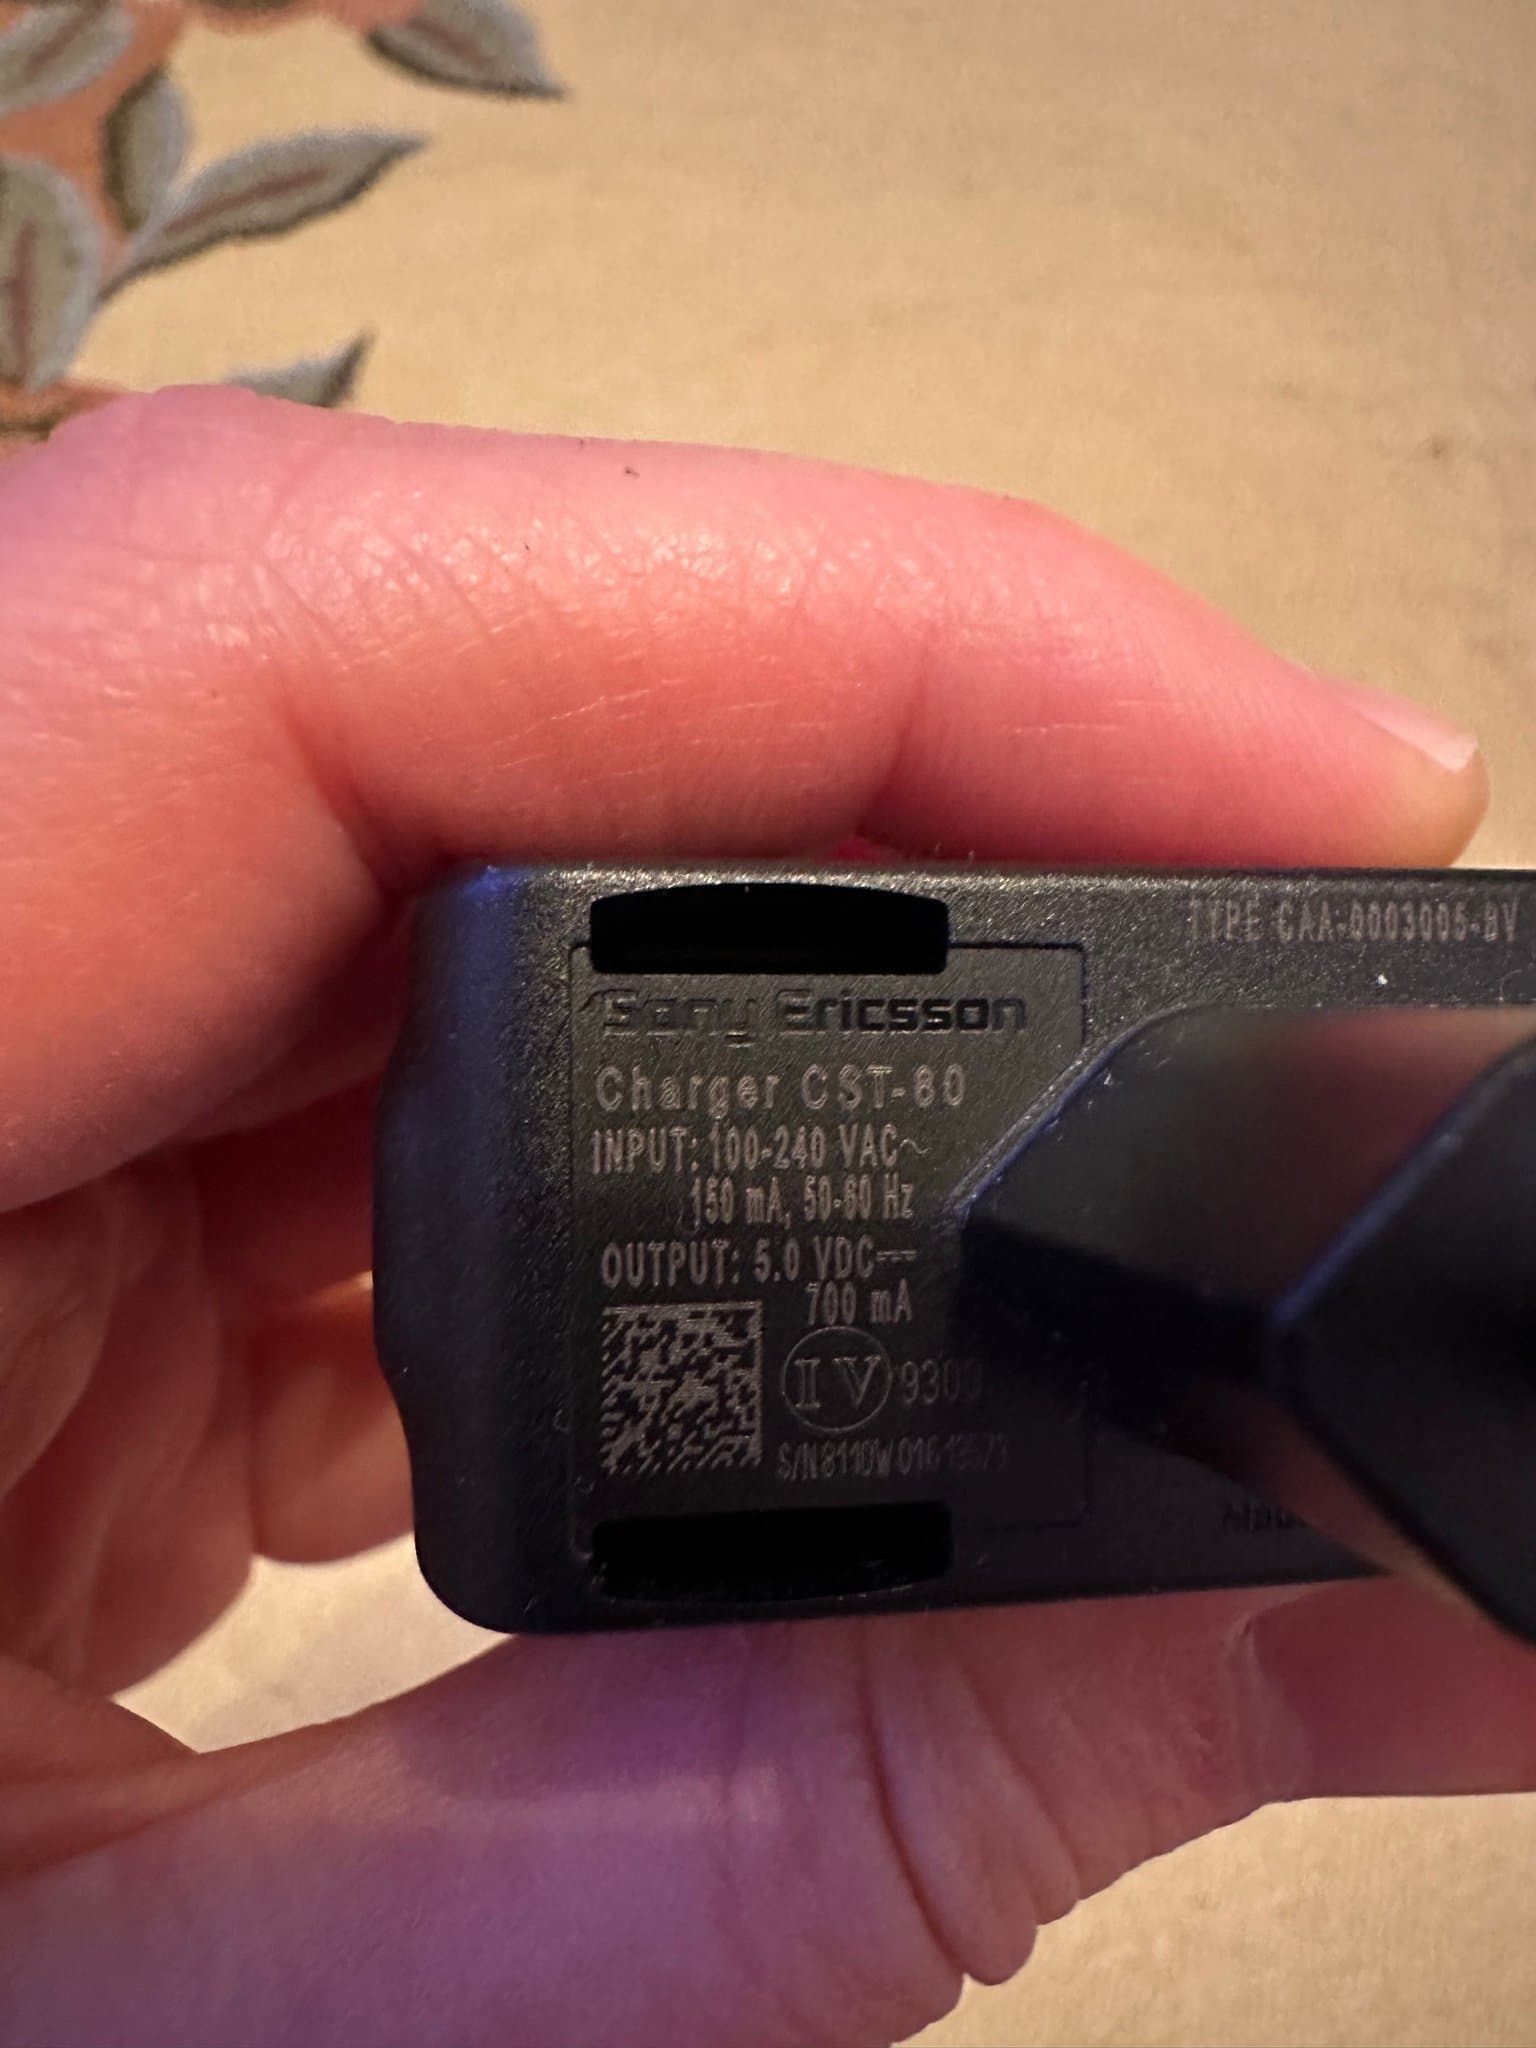 TYPE CAA-0003005-BV
Sony Ericsson
Charger CST-80
INPUT: 100-240 VAC~
150 mA, 50-60 Hz
OUTPUT: 5.0 VDC⎓
700 mA
IV
S/N